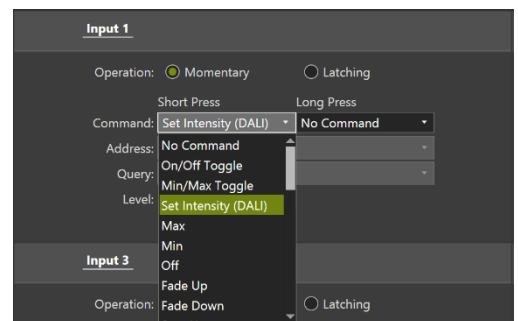 Input 1
Operation: Momentary Latching
Short Press Long Press
Command: Set Intensity (DALI) No Command
Address: No Command
On/Off Toggle
Query:
Min/Max Toggle
Level: Set Intensity (DALI)
Max
Min
Input 3 Off
Fade Up
Operation: Fade Down Latching